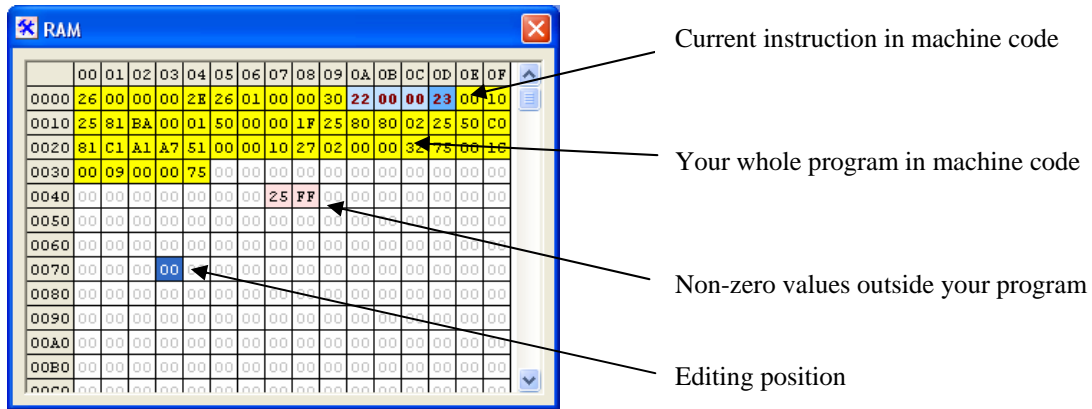 RAM
00 01 02 03 04 05 06 07 08 09 0A 0B 0C 0D 0E 0F
0000 26 00 00 00 2E 26 01 00 00 30 22 00 00 23 00 10
0010 25 81 BA 00 01 50 00 00 1F 25 80 80 02 25 50 C0
0020 81 C1 A1 A7 51 00 00 10 27 02 00 00 32 75 00 1C
0030 00 09 00 00 75 00 00 00 00 00 00 00 00 00 00 00
0040 00 00 00 00 00 00 00 25 FF 00 00 00 00 00 00 00
0050 00 00 00 00 00 00 00 00 00 00 00 00 00 00 00 00
0060 00 00 00 00 00 00 00 00 00 00 00 00 00 00 00 00
0070 00 00 00 00 00 00 00 00 00 00 00 00 00 00 00 00
0080 00 00 00 00 00 00 00 00 00 00 00 00 00 00 00 00
0090 00 00 00 00 00 00 00 00 00 00 00 00 00 00 00 00
00A0 00 00 00 00 00 00 00 00 00 00 00 00 00 00 00 00
00B0 00 00 00 00 00 00 00 00 00 00 00 00 00 00 00 00
Current instruction in machine code
Your whole program in machine code
Non-zero values outside your program
Editing position